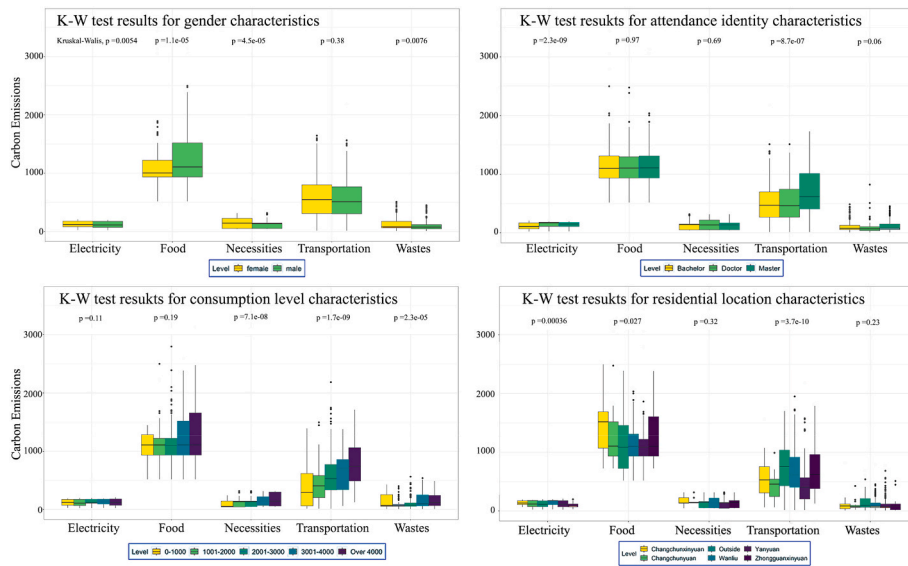 K-W test results for gender characteristics
Kruskal-Walis, p =0.0054 p =1.1e-05 p =4.5e-05 p =0.38 p =0.0076
Carbon Emissions
3000
2000
1000
0
Electricity Food Necessities Transportation Wastes
Level female male
K-W test resukts for attendance identity characteristics
p =2.3e-09 p =0.97 p =0.69 p =8.7e-07 p =0.06
3000
2000
1000
0
Electricity Food Necessities Transportation Wastes
Level Bachelor Doctor Master
K-W test resukts for consumption level characteristics
p =0.11 p =0.19 p =7.1e-08 p =1.7e-09 p =2.3e-05
Carbon Emissions
3000
2000
1000
0
Electricity Food Necessities Transportation Wastes
Level 0-1000 1001-2000 2001-3000 3001-4000 Over 4000
K-W test resukts for residential location characteristics
p =0.00036 p =0.027 p =0.32 p =3.7e-10 p =0.23
3000
2000
1000
0
Electricity Food Necessities Transportation Wastes
Level Changchunxinyuan Outside Yanyuan
Changchunyuan Wanliu Zhongguanxinyuan